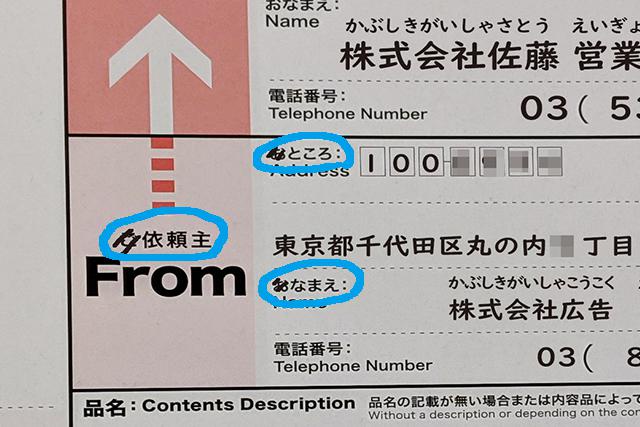 おなまえ:
Name
かぶしきがいしゃさとう えいぎょ
株式会社佐藤 営業
電話番号:
Telephone Number
03( 53
ところ:
Address
100-
依頼主
From
東京都千代田区丸の内 丁目
なまえ:
Name
かぶしきがいしゃこうこく
株式会社広告
電話番号:
Telephone Number
03( 8
品名:Contents Description
品名の記載が無い場合または内容品によって
Without a description or depending on the con